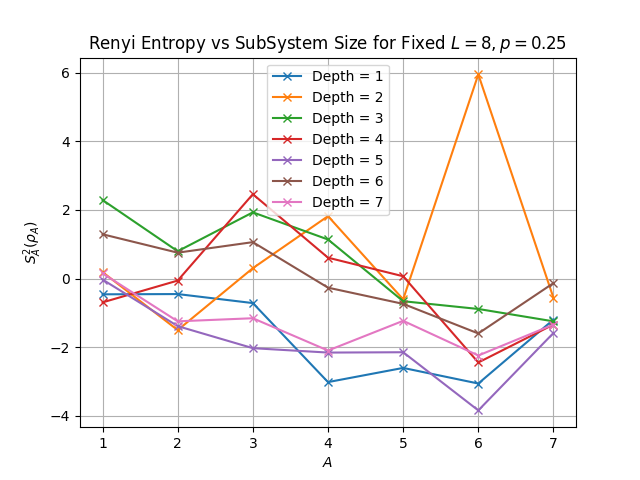 Renyi Entropy vs SubSystem Size for Fixed $L = 8, p = 0.25$
6
4
2
0
−2
−4
$S_A^2(\rho_A)$
Depth = 1
Depth = 2
Depth = 3
Depth = 4
Depth = 5
Depth = 6
Depth = 7
1 2 3 4 5 6 7
A